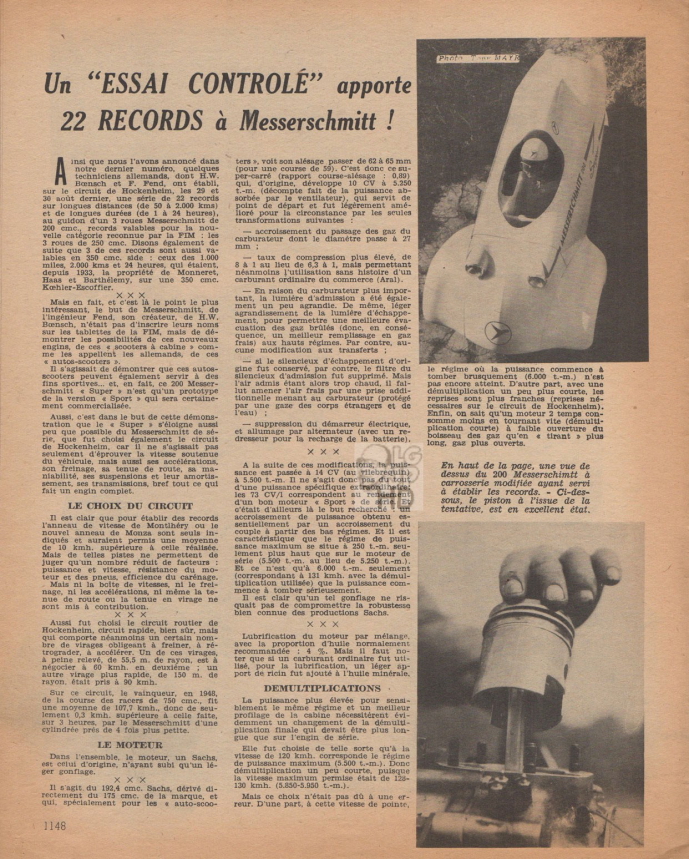 Un “ESSAI CONTROLÉ” apporte
22 RECORDS à Messerschmitt !
Ainsi que nous l'avons annoncé dans
notre dernier numéro, quelques
techniciens allemands, dont H.W.
Bœnsch et F. Fend, ont établi,
sur le circuit de Hockenheim, les 29 et
30 août dernier, une série de 22 records
sur longues distances (de 50 à 2.000 kms)
et de longues durées (de 1 à 24 heures),
au guidon d'un 3 roues Messerschmitt de
200 cmc., records valables pour la nou-
velle catégorie reconnue par la FIM : les
3 roues de 250 cmc. Disons également de
suite que 3 de ces records sont aussi va-
lables en 350 cmc. side : ceux des 1.000
miles, 2.000 kms et 24 heures, qui étaient,
depuis 1933, la propriété de Monneret,
Haas et Barthélemy, sur une 350 cmc.
Kœhler-Escoffier.
× × ×
Mais en fait, et c'est là le point le plus
intéressant, le but de Messerschmitt, de
l'ingénieur Fend, son créateur, de H.W.
Bœnsch, n'était pas d'inscrire leurs noms
sur les tablettes de la FIM, mais de dé-
montrer les possibilités de ces nouveaux
engins, de ces « scooters à cabine » com-
me les appellent les allemands, de ces
« autos-scooters ».
Il s'agissait de démontrer que ces autos-
scooters peuvent également servir à des
fins sportives... et, en fait, ce 200 Messer-
schmitt « Super » n'est qu'un prototype
de la version « Sport » qui sera certaine-
ment commercialisée.
Aussi, c'est dans le but de cette démons-
tration que le « Super » s'éloigne aussi
peu que possible du Messerschmitt de sé-
rie, que fut choisi également le circuit
de Hockenheim, car il ne s'agissait pas
seulement d'éprouver la vitesse soutenue
du véhicule, mais aussi ses accélérations,
son freinage, sa tenue de route, sa ma-
niabilité, ses suspensions et leur amortis-
sement, ses transmissions, bref tout ce qui
fait un engin complet.
LE CHOIX DU CIRCUIT
Il est clair que pour établir des records
l'anneau de vitesse de Montlhéry ou le
nouvel anneau de Monza sont seuls in-
diqués et auraient permis une moyenne
de 10 kmh. supérieure à celle réalisée.
Mais de telles pistes ne permettent de
juger qu'un nombre réduit de facteurs :
puissance et vitesse, résistance du mo-
teur et des pneus, efficience du carénage.
Mais ni la boîte de vitesses, ni le frei-
nage, ni les accélérations, ni même la te-
nue de route ou la tenue en virage ne
sont mis à contribution.
× × ×
Aussi fut choisi le circuit routier de
Hockenheim, circuit rapide, bien sûr, mais
qui comporte néanmoins un certain nom-
bre de virages obligeant à freiner, à ré-
trograder, à accélérer. Un de ces virages,
à peine relevé, de 55,5 m. de rayon, est à
négocier à 60 kmh. en deuxième ; un
autre virage plus rapide, de 150 m. de
rayon, était pris à 90 kmh.
Sur ce circuit, le vainqueur, en 1948,
de la course des racers de 750 cmc., fit
une moyenne de 107,7 kmh., donc de seu-
lement 0,3 kmh. supérieure à celle faite,
sur 3 heures, par le Messerschmitt d'une
cylindrée près de 4 fois plus petite.
LE MOTEUR
Dans l'ensemble, le moteur, un Sachs,
est celui d'origine, n'ayant subi qu'un lé-
ger gonflage.
× × ×
Il s'agit du 192,4 cmc. Sachs, dérivé di-
rectement du 175 cmc. de la marque, et
qui, spécialement pour les « auto-scoo-
1148
ters », voit son alésage passer de 62 à 65 mm
(pour une course de 59). C'est donc ce su-
per-carré (rapport course-alésage : 0,89)
qui, d'origine, développe 10 CV à 5.250
t.-m. (décompte fait de la puissance ab-
sorbée par le ventilateur), qui servit de
point de départ et fut légèrement amé-
lioré pour la circonstance par les seules
transformations suivantes :
— accroissement du passage des gaz du
carburateur dont le diamètre passe à 27
mm ;
— taux de compression plus élevé, de
8 à 1 au lieu de 6,3 à 1, mais permettant
néanmoins l'utilisation sans histoire d'un
carburant ordinaire du commerce (Aral).
— En raison du carburateur plus impor-
tant, la lumière d'admission a été égale-
ment un peu agrandie. De même, léger
agrandissement de la lumière d'échappe-
ment, pour permettre une meilleure éva-
cuation des gaz brûlés (donc, en consé-
quence, un meilleur remplissage en gaz
frais) aux hauts régimes. Par contre, au-
cune modification aux transferts ;
— si le silencieux d'échappement d'ori-
gine fut conservé, par contre, le filtre du
silencieux d'admission fut supprimé. Mais
l'air admis étant alors trop chaud, il fal-
lut amener l'air frais par une prise addi-
tionnelle menant au carburateur (protégé
par une gaze des corps étrangers et de
l'eau) ;
— suppression du démarreur électrique,
et allumage par alternateur (avec un re-
dresseur pour la recharge de la batterie).
× × ×
A la suite de ces modifications, la puis-
sance est passée à 14 CV (au vilebrequin)
à 5.500 t.-m. Il ne s'agit donc pas du tout
d'une puissance spécifique extraordinaire,
les 73 CV/l correspondent au rendement
d'un bon moteur « Sport » de série. Et
c'était d'ailleurs là le but recherché. Cet
accroissement de puissance obtenu es-
sentiellement par un accroissement du
couple à partir des bas régimes. Et il est
caractéristique que le régime de puis-
sance maximum se situe à 250 t.-m. seu-
lement plus haut que sur le moteur de
série (5.500 t.-m. au lieu de 5.250 t.-m.).
Et ce n'est qu'à 6.000 t.-m. seulement
(correspondant à 131 kmh. avec la démul-
tiplication utilisée) que la puissance com-
mence à tomber sérieusement.
Il est clair qu'un tel gonflage ne ris-
quait pas de compromettre la robustesse
bien connue des productions Sachs.
× × ×
Lubrification du moteur par mélange,
avec la proportion d'huile normalement
recommandée : 4 %. Mais il faut no-
ter que si un carburant ordinaire fut uti-
lisé, pour la lubrification, un léger ap-
port de ricin fut ajouté à l'huile minérale.
DEMULTIPLICATIONS
La puissance plus élevée pour sensi-
blement le même régime et un meilleur
profilage de la cabine nécessitèrent évi-
demment un changement de la démulti-
plication finale qui devait être plus lon-
gue que sur l'engin de série.
Elle fut choisie de telle sorte qu'à la
vitesse de 120 kmh. corresponde le régime
de puissance maximum (5.500 t.-m.). Donc
démultiplication un peu courte, puisque
la vitesse maximum permise était de 128-
130 kmh. (5.850-5.950 t.-m.).
Mais ce choix n'était pas dû à une er-
reur. D'une part, à cette vitesse de pointe,
MAYR
le régime où la puissance commence à
tomber brusquement (6.000 t.-m.) n'est
pas encore atteint. D'autre part, avec une
démultiplication un peu plus courte, les
reprises sont plus franches (reprises né-
cessaires sur le circuit de Hockenheim).
Enfin, on sait qu'un moteur 2 temps con-
somme moins en tournant vite (démulti-
plication courte) à faible ouverture du
boisseau des gaz qu'en « tirant » plus
long, gaz plus ouverts.
En haut de la page, une vue de
dessus du 200 Messerschmitt à
carrosserie modifiée ayant servi
à établir les records. - Ci-des-
sous, le piston à l'issue de la
tentative, est en excellent état.